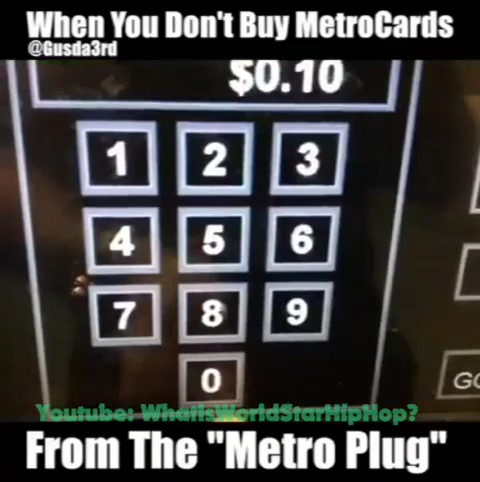 When You Don't Buy MetroCards
@Gusda3rd
$0.10
1 2 3
4 5 6
7 8 9
0
GO
Youtube: WhatIsWorldStarHipHop?
From The "Metro Plug"